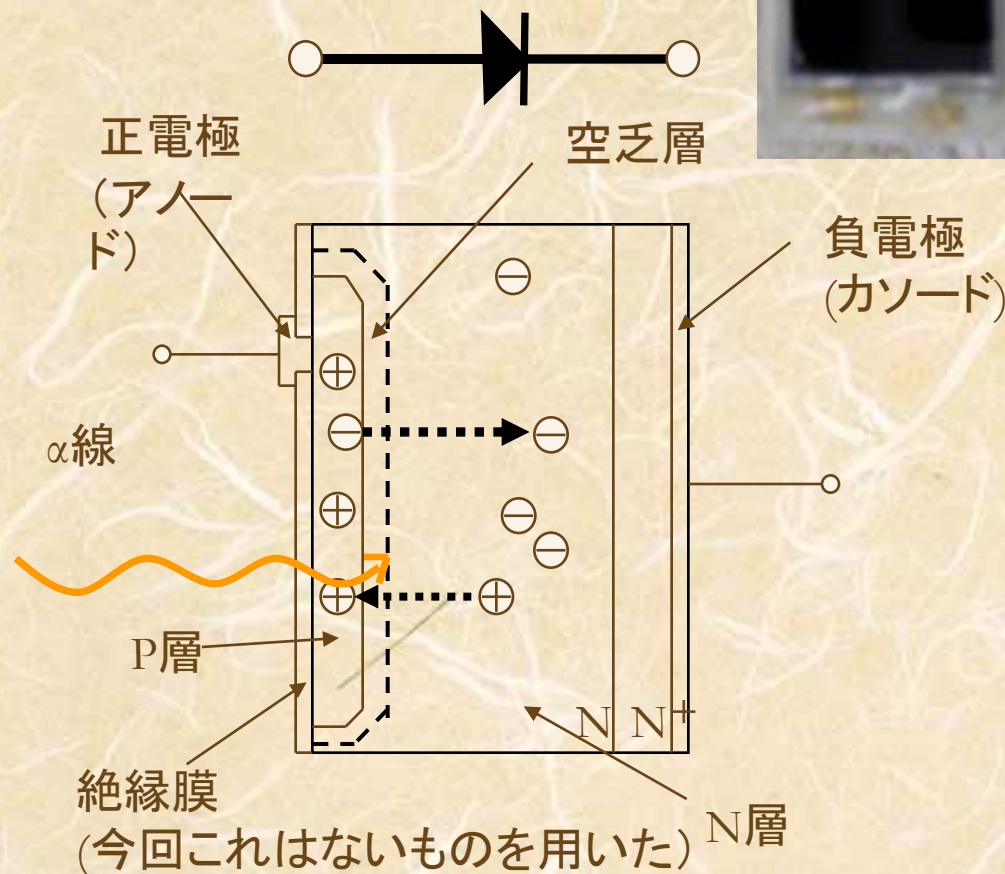 正電極
(アノー
ド)
空乏層
負電極
(カソード)
α線
P層
N N+
絶縁膜
(今回これはないものを用いた)
N層